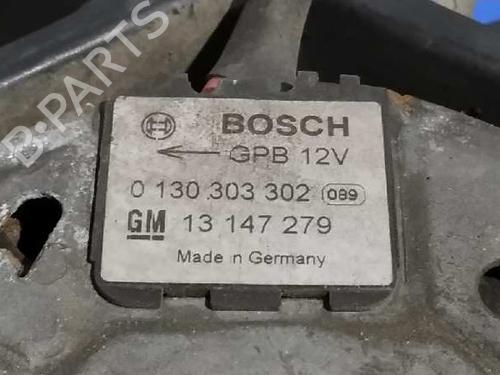 B-PARTS
BOSCH
← GPB 12V
0 130 303 302 089
GM 13 147 279
Made in Germany